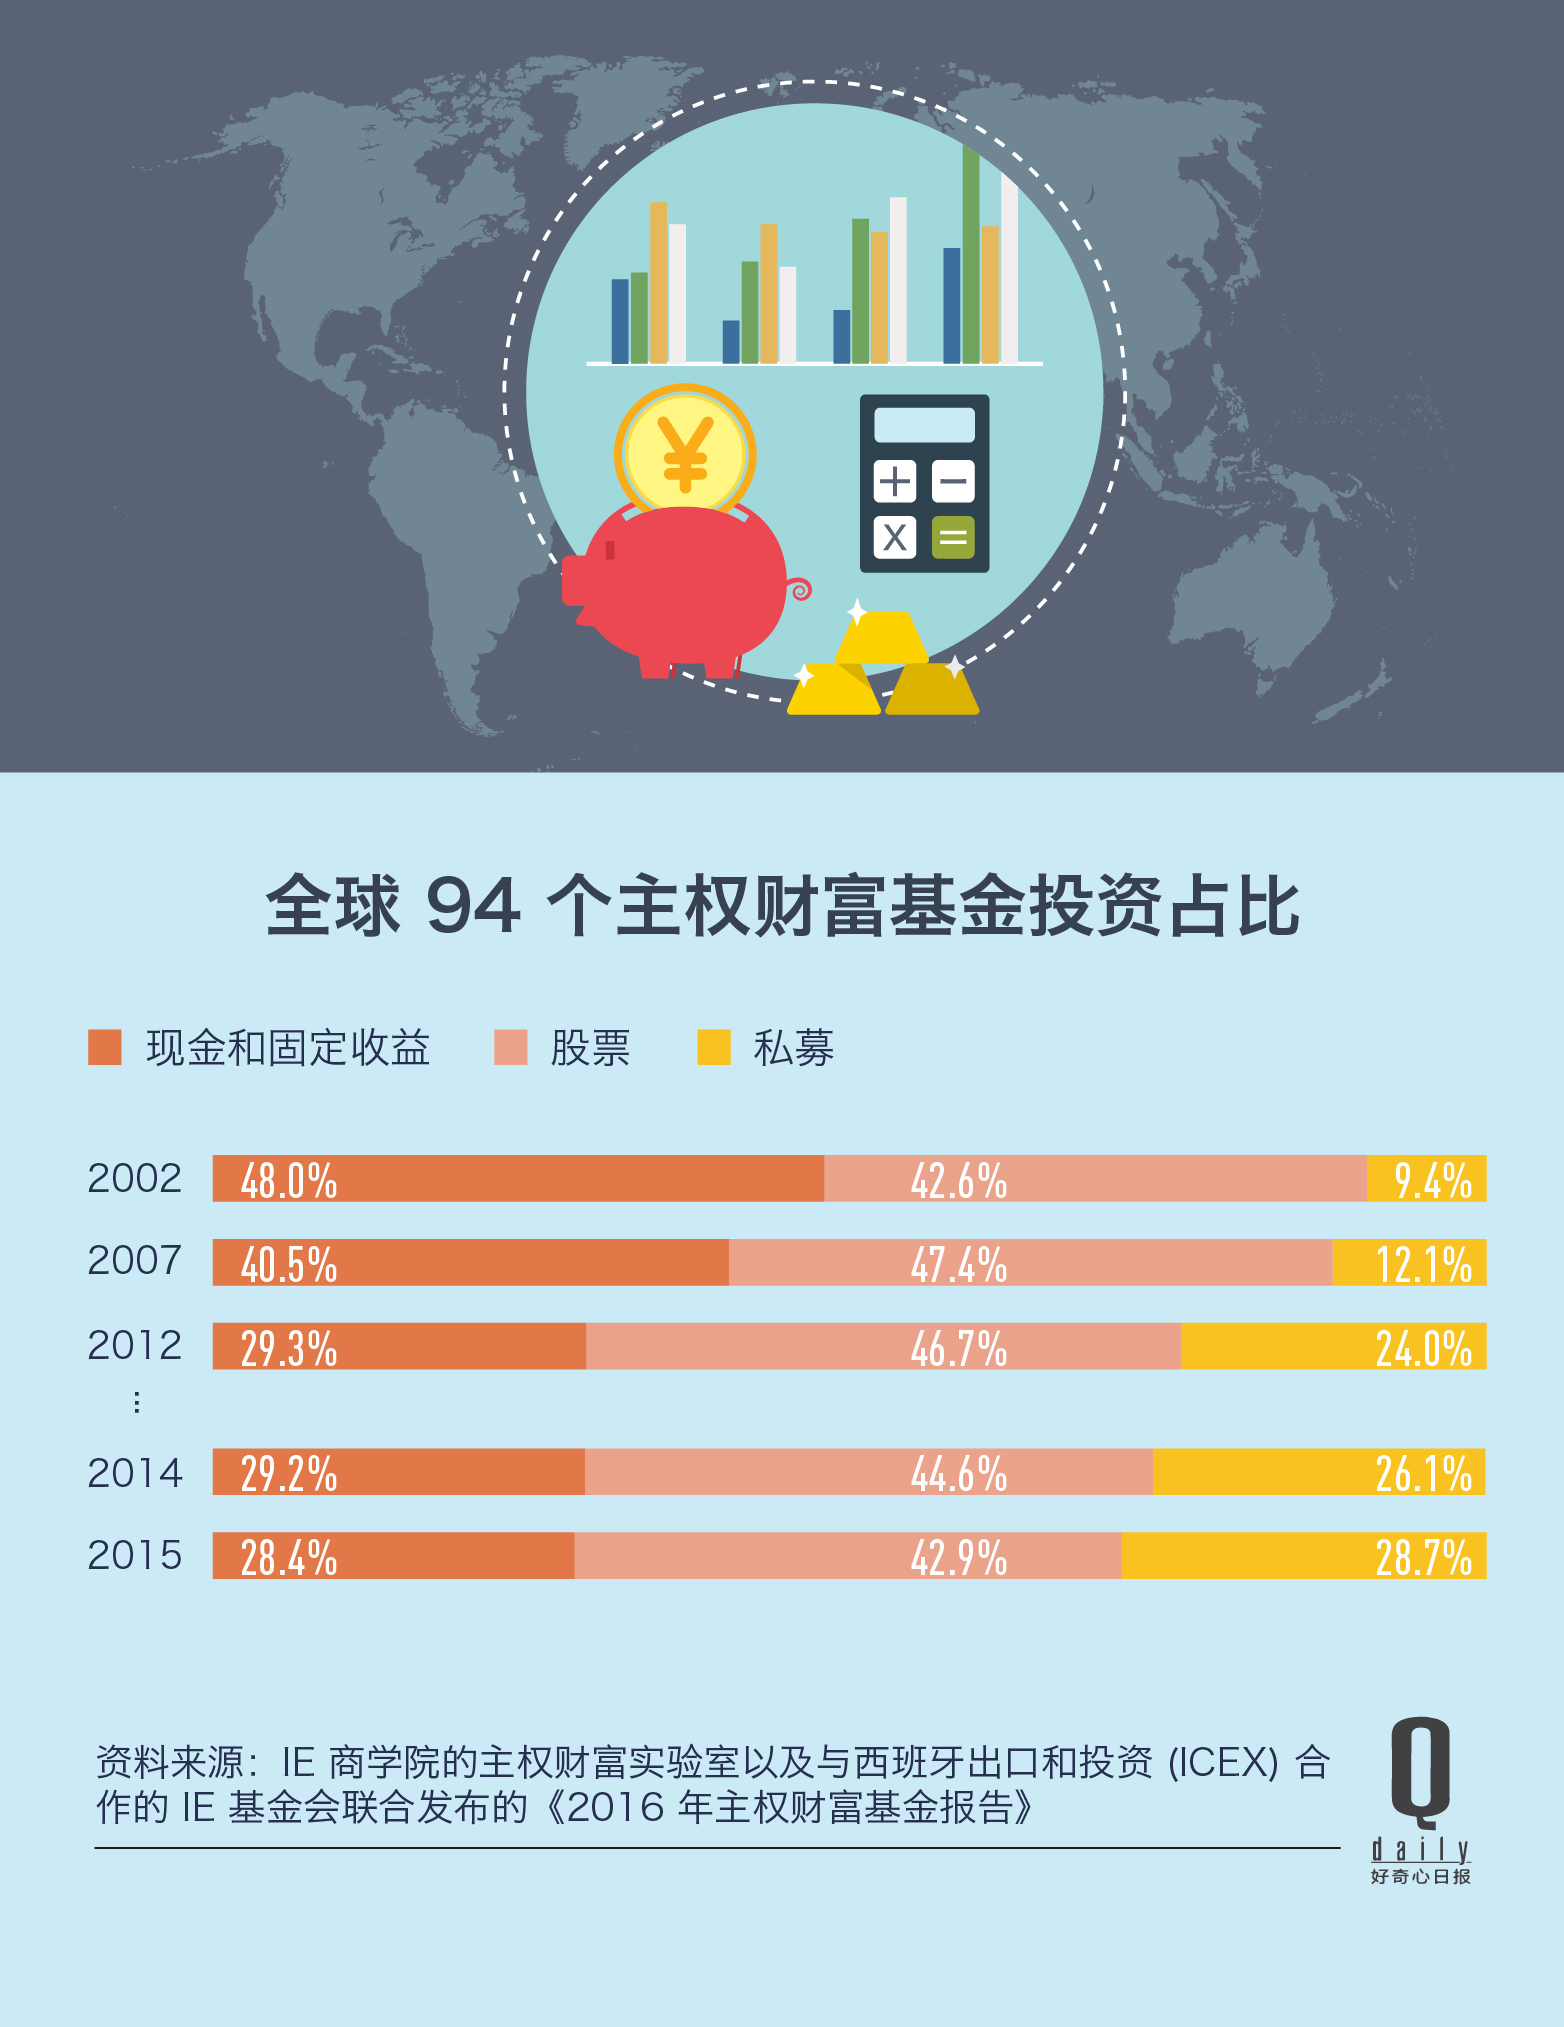 ¥
+ −
X =
全球 94 个主权财富基金投资占比
现金和固定收益 股票 私募
2002 48.0% 42.6% 9.4%
2007 40.5% 47.4% 12.1%
2012 29.3% 46.7% 24.0%
...
2014 29.2% 44.6% 26.1%
2015 28.4% 42.9% 28.7%
资料来源：IE 商学院的主权财富实验室以及与西班牙出口和投资 (ICEX) 合
作的 IE 基金会联合发布的《2016 年主权财富基金报告》
Q
daily
好奇心日报